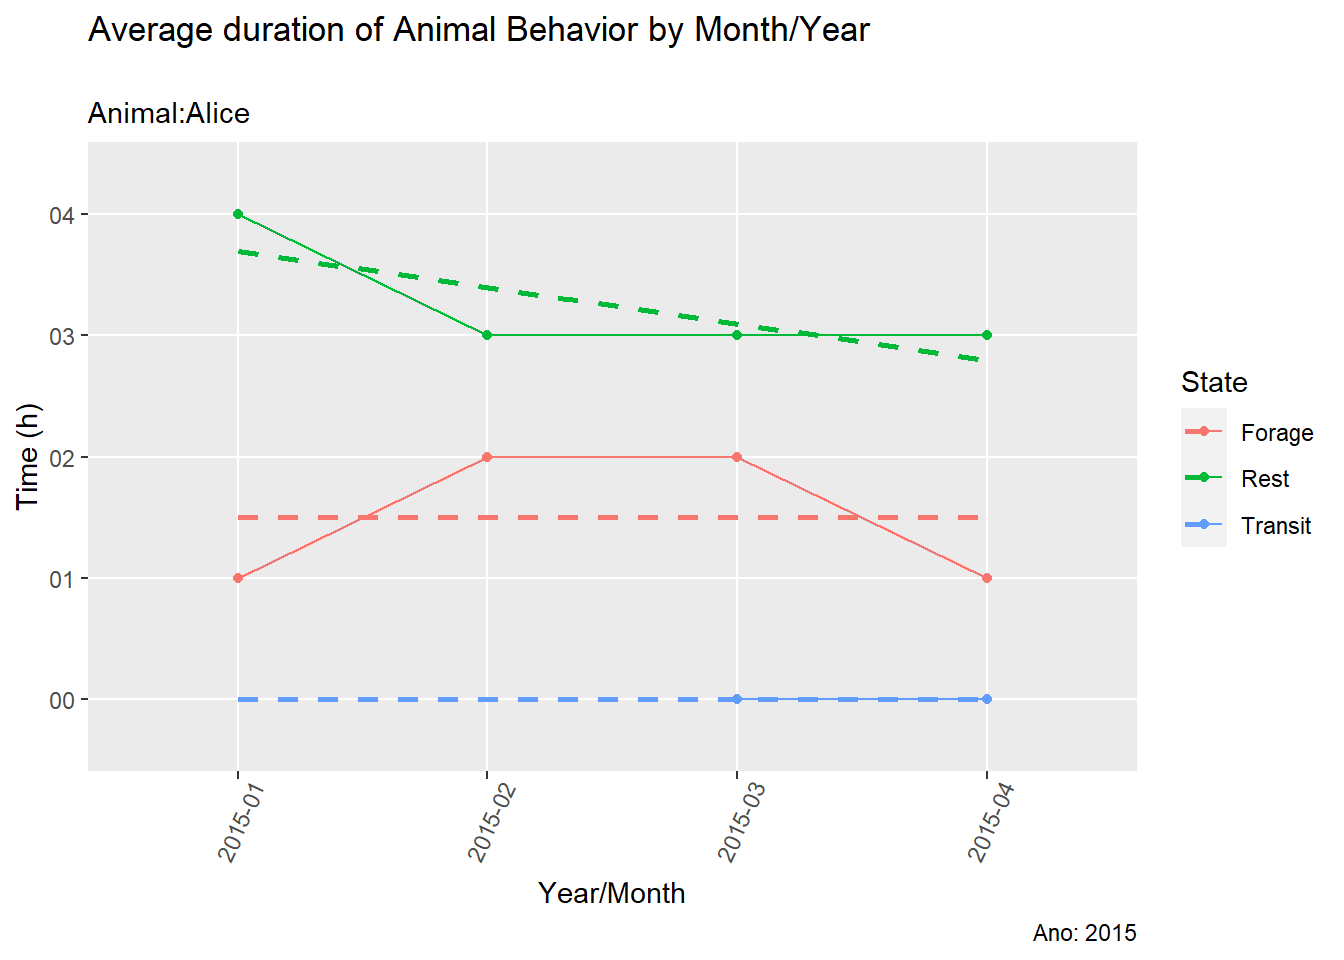 Average duration of Animal Behavior by Month/Year
Animal:Alice
04
03
02
01
00
Time (h)
2015-01
2015-02
2015-03
2015-04
Year/Month
State
Forage
Rest
Transit
Ano: 2015